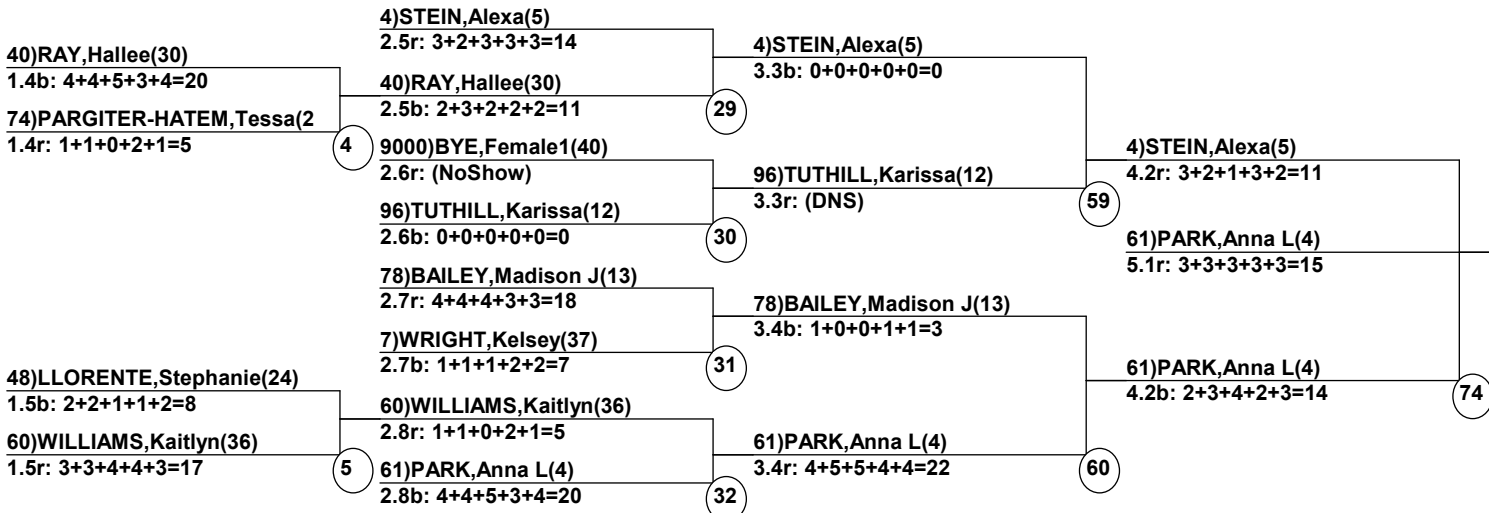 40)RAY,Hallee(30)
1.4b: 4+4+5+3+4=20
74)PARGITER-HATEM,Tessa(2
1.4r: 1+1+0+2+1=5
4
48)LLORENTE,Stephanie(24)
1.5b: 2+2+1+1+2=8
60)WILLIAMS,Kaitlyn(36)
1.5r: 3+3+4+4+3=17
5
4)STEIN,Alexa(5)
2.5r: 3+2+3+3+3=14
40)RAY,Hallee(30)
2.5b: 2+3+2+2+2=11
29
9000)BYE,Female1(40)
2.6r: (NoShow)
96)TUTHILL,Karissa(12)
2.6b: 0+0+0+0+0=0
30
78)BAILEY,Madison J(13)
2.7r: 4+4+4+3+3=18
7)WRIGHT,Kelsey(37)
2.7b: 1+1+1+2+2=7
31
60)WILLIAMS,Kaitlyn(36)
2.8r: 1+1+0+2+1=5
61)PARK,Anna L(4)
2.8b: 4+4+5+3+4=20
32
4)STEIN,Alexa(5)
3.3b: 0+0+0+0+0=0
96)TUTHILL,Karissa(12)
3.3r: (DNS)
59
78)BAILEY,Madison J(13)
3.4b: 1+0+0+1+1=3
61)PARK,Anna L(4)
3.4r: 4+5+5+4+4=22
60
4)STEIN,Alexa(5)
4.2r: 3+2+1+3+2=11
61)PARK,Anna L(4)
5.1r: 3+3+3+3+3=15
61)PARK,Anna L(4)
4.2b: 2+3+4+2+3=14
74